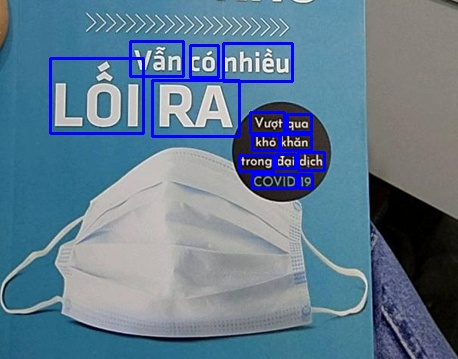 Vẫn có nhiều
LỐI RA
Vượt qua
khó khăn
trong đại dịch
COVID 19